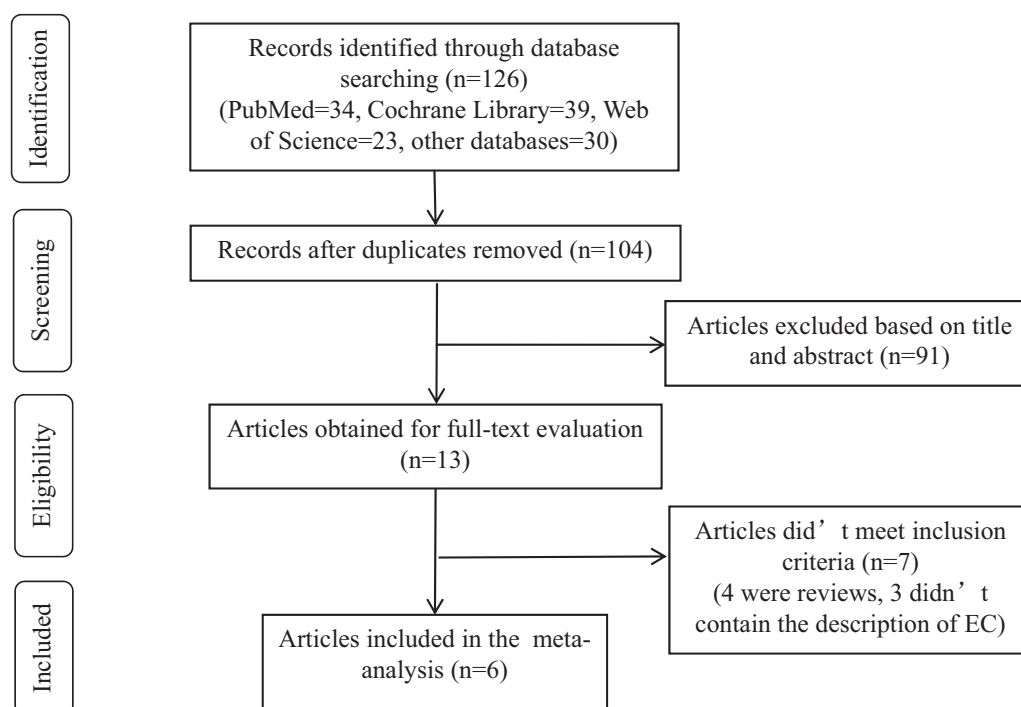 Identification
Records identified through database
searching (n=126)
(PubMed=34, Cochrane Library=39, Web
of Science=23, other databases=30)
Screening
Records after duplicates removed (n=104)
Articles excluded based on title
and abstract (n=91)
Eligibility
Articles obtained for full-text evaluation
(n=13)
Articles did’ t meet inclusion
criteria (n=7)
(4 were reviews, 3 didn’ t
contain the description of EC)
Included
Articles included in the meta-
analysis (n=6)